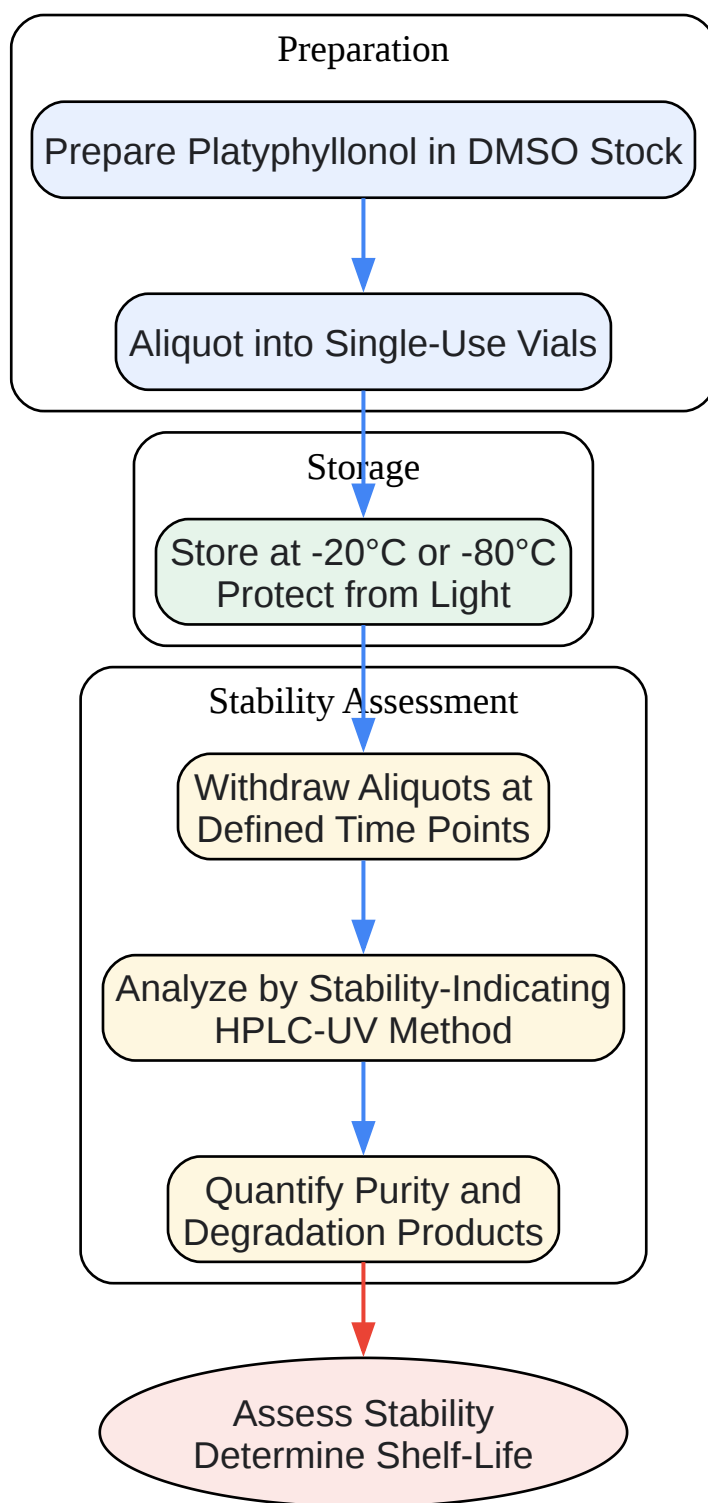 Preparation
Prepare Platyphyllonol in DMSO Stock
Aliquot into Single-Use Vials
Storage
Store at -20°C or -80°C
Protect from Light
Stability Assessment
Withdraw Aliquots at
Defined Time Points
Analyze by Stability-Indicating
HPLC-UV Method
Quantify Purity and
Degradation Products
Assess Stability
Determine Shelf-Life